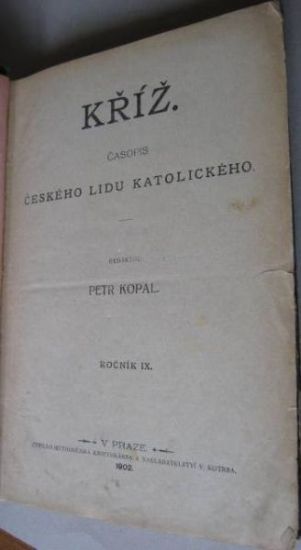 KŘÍŽ.
ČASOPIS
ČESKÉHO LIDU KATOLICKÉHO.
REDAKTOR
PETR KOPAL.
ROČNÍK IX.
V PRAZE.
CYRILLO-METHODĚJSKÁ KNIHTISKÁRNA A NAKLADATELSTVÍ V. KOTRBA.
1902.